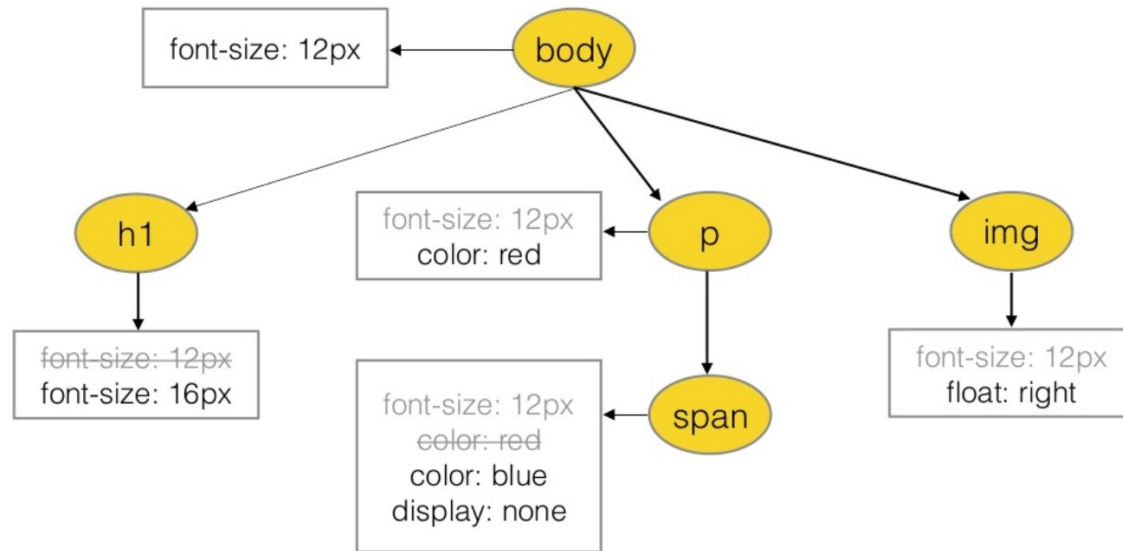 font-size: 12px
body
h1
font-size: 12px
color: red
p
img
font-size: 12px
font-size: 16px
font-size: 12px
color: red
color: blue
display: none
span
font-size: 12px
float: right